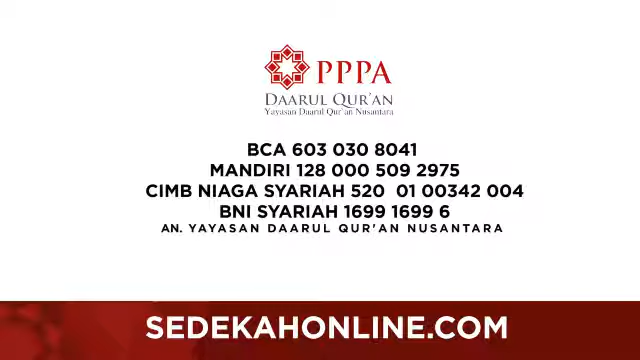 PPPA
DAARUL QUR'AN
Yayasan Daarul Qur'an Nusantara
BCA 603 030 8041
MANDIRI 128 000 509 2975
CIMB NIAGA SYARIAH 520 01 00342 004
BNI SYARIAH 1699 1699 6
AN. YAYASAN DAARUL QUR'AN NUSANTARA
SEDEKAHONLINE.COM